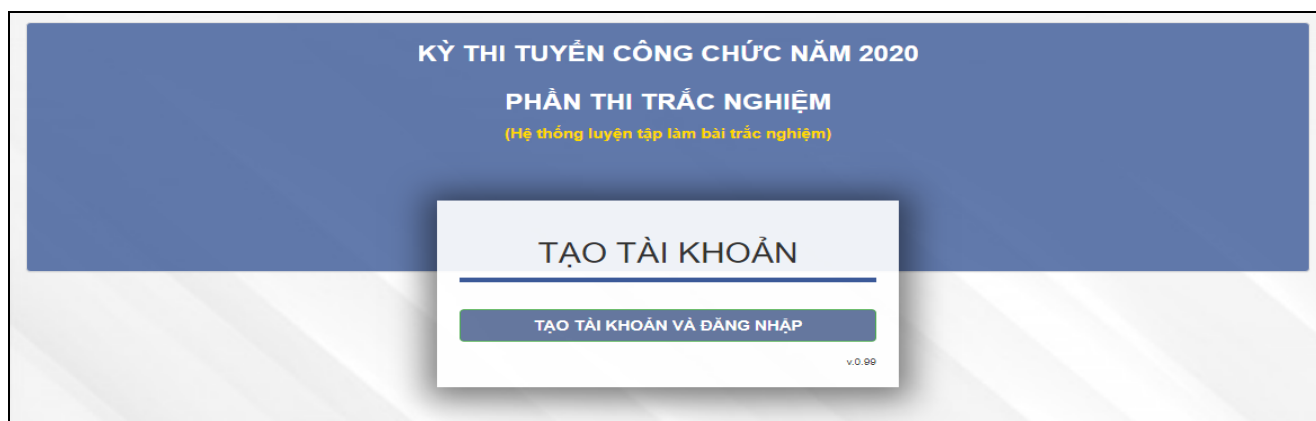 KỲ THI TUYỂN CÔNG CHỨC NĂM 2020
PHẦN THI TRẮC NGHIỆM
(Hệ thống luyện tập làm bài trắc nghiệm)
TẠO TÀI KHOẢN
TẠO TÀI KHOẢN VÀ ĐĂNG NHẬP
v.0.99